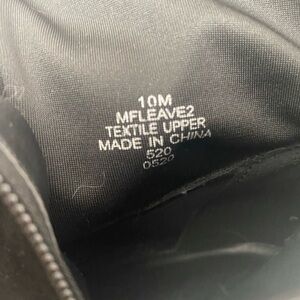 10M
MFLEAVE2
TEXTILE UPPER
MADE IN CHINA
520
0520